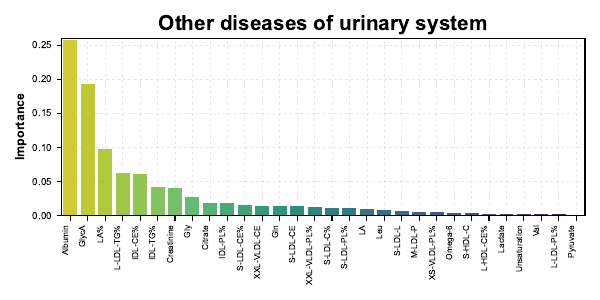 Other diseases of urinary system
Importance
0.25
0.20
0.15
0.10
0.05
0.00
Albumin
GlycA
LA%
L-LDL-TG%
IDL-CE%
IDL-TG%
Creatinine
Gly
Citrate
IDL-PL%
S-LDL-CE%
XXL-VLDL-CE
Gln
S-LDL-CE
XXL-VLDL-PL%
S-LDL-C%
S-LDL-PL%
LA
Leu
S-LDL-L
M-LDL-P
XS-VLDL-PL%
Omega-6
S-HDL-C
L-HDL-CE%
Lactate
Unsaturation
Val
L-LDL-PL%
Pyruvate